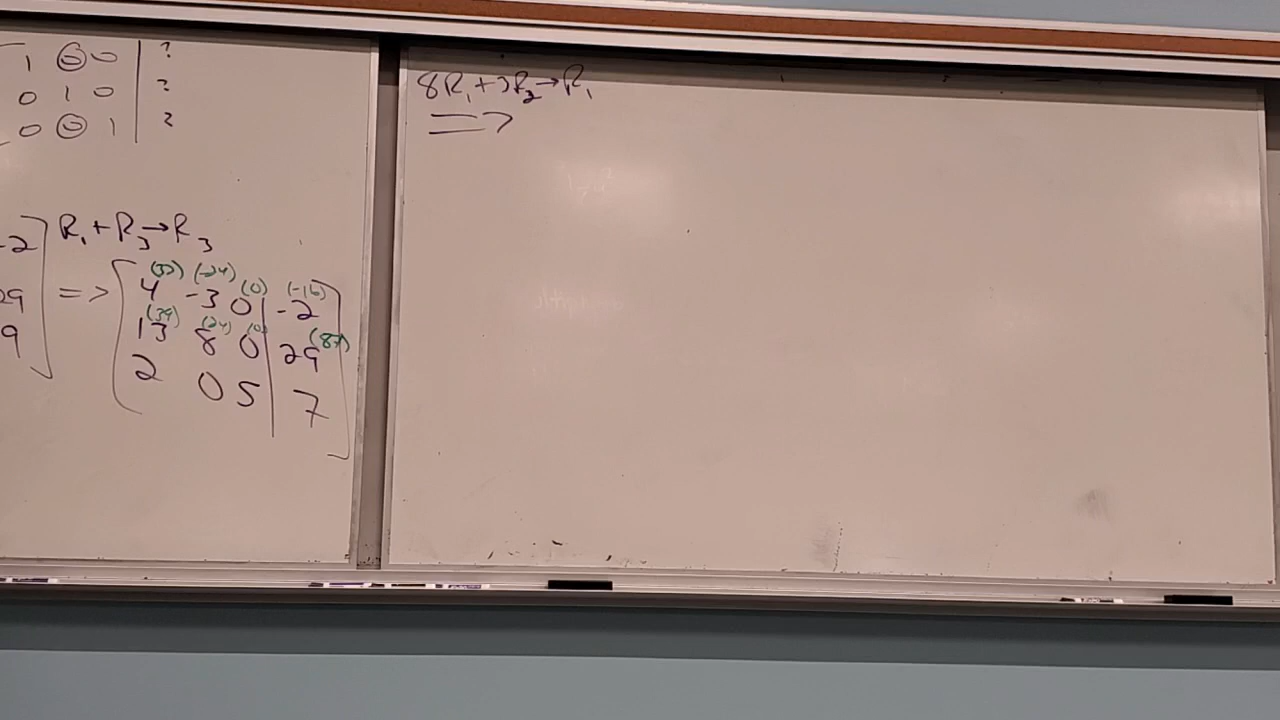 1 0 0 | ?
0 1 0 | ?
0 0 1 | ?
-2
29
9
R₁ + R₃ → R₃
=>
(32) (-24) (0) (-16)
4 -3 0 | -2
(39) (24) (0) (87)
13 8 0 | 29
2 0 5 | 7
8R₁ + 3R₂ → R₁
=>